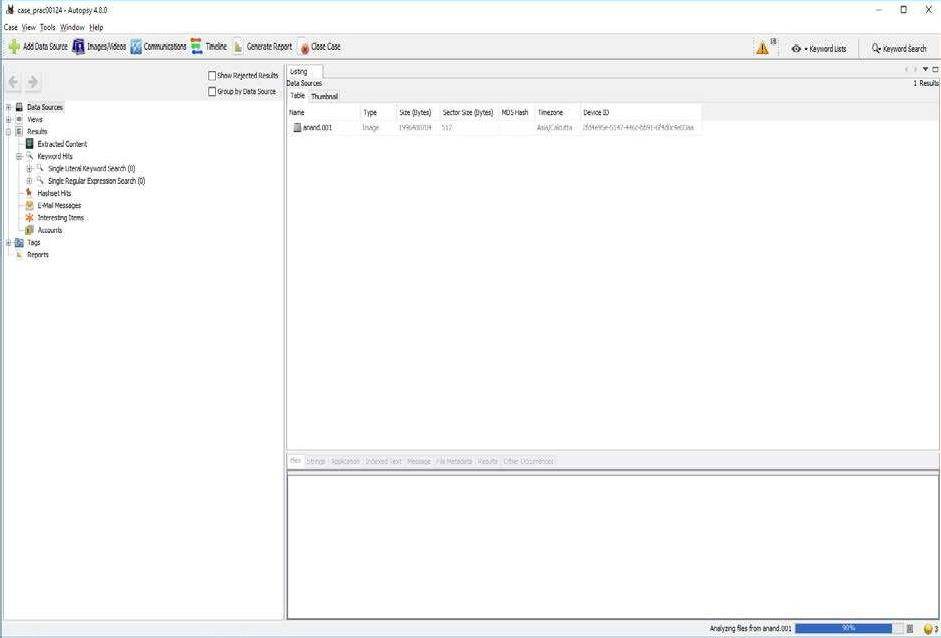 case_prac00124 - Autopsy 4.8.0
Case View Tools Window Help
Add Data Source Images/Videos Communications Timeline Generate Report Close Case Keyword Lists Keyword Search
Show Rejected Results
Group by Data Source
Data Sources
Views
Results
Extracted Content
Keyword Hits
Single Literal Keyword Search (0)
Single Regular Expression Search (0)
Hashset Hits
E-Mail Messages
Interesting Items
Accounts
Tags
Reports
Listing
Data Sources
1 Results
Table Thumbnail
Name Type Size (Bytes) Sector Size (Bytes) MD5 Hash Timezone Device ID
anand.001 Image 512 Asia/Calcutta
Hex Strings Application Indexed Text Message File Metadata Results Other Occurrences
Analyzing files from anand.001 90% 3